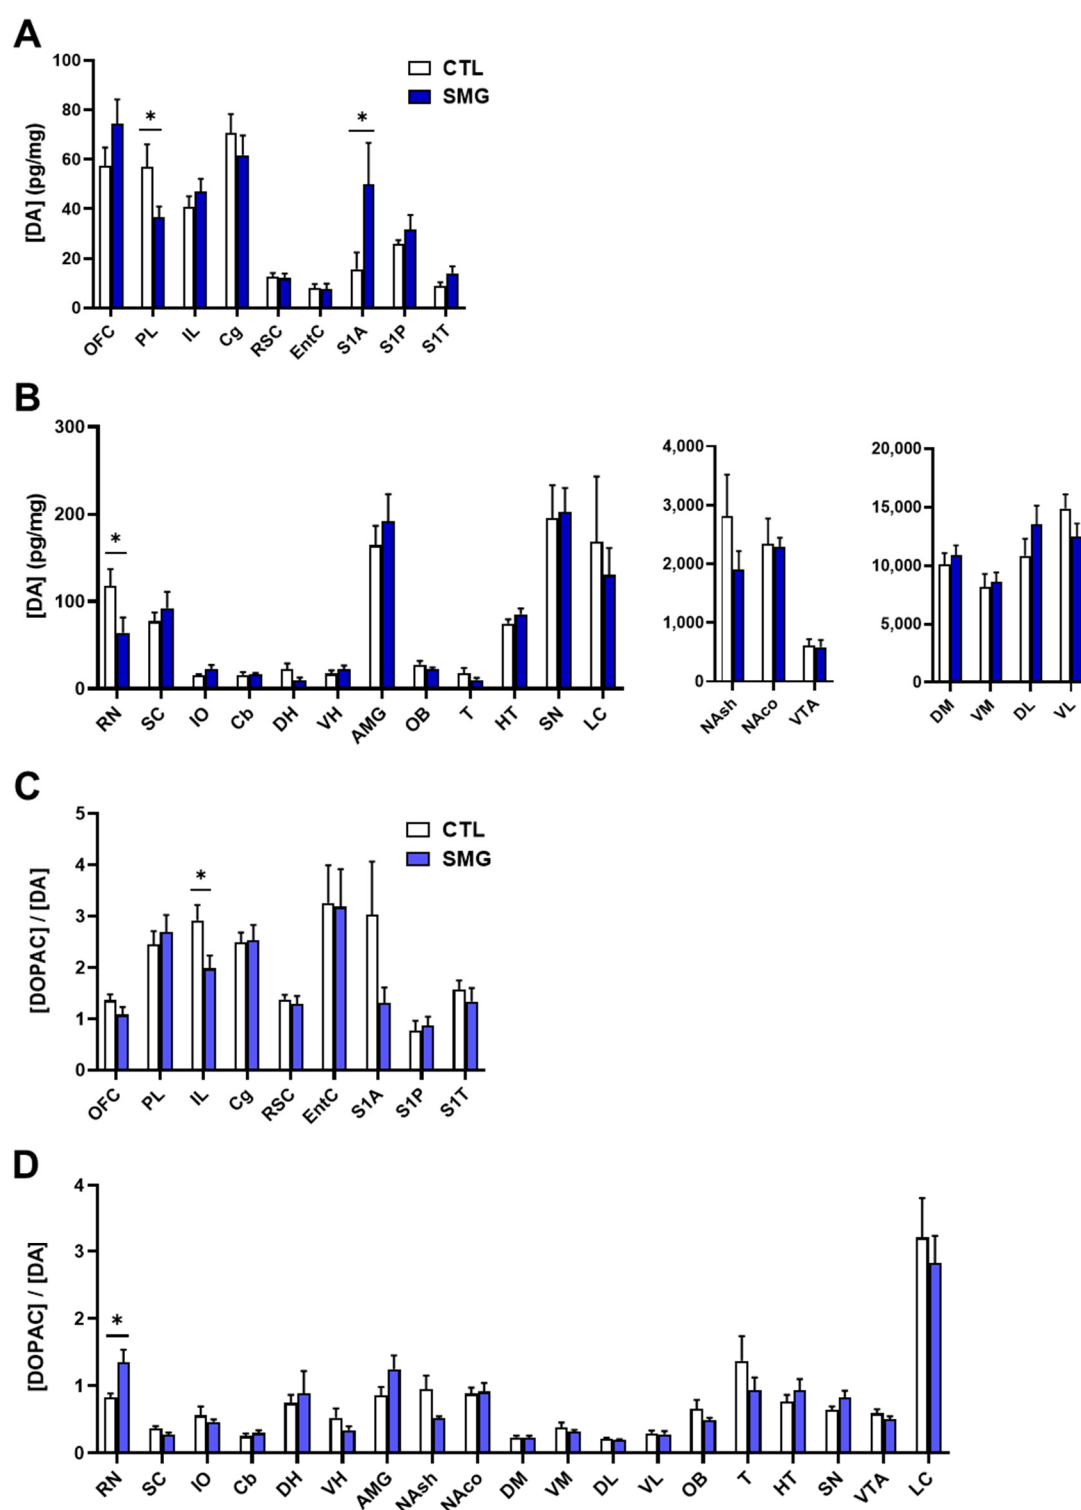 A
CTL
SMG
[DA] (pg/mg)
100
80
60
40
20
0
*
*
OFC PL IL Cg RSC EntC S1A S1P S1T
B
[DA] (pg/mg)
300
200
100
0
*
RN SC IO Cb DH VH AMG OB T HT SN LC
4,000
3,000
2,000
1,000
0
NAsh NAco VTA
20,000
15,000
10,000
5,000
0
DM VM DL VL
C
CTL
SMG
[DOPAC] / [DA]
5
4
3
2
1
0
*
OFC PL IL Cg RSC EntC S1A S1P S1T
D
[DOPAC] / [DA]
4
3
2
1
0
*
RN SC IO Cb DH VH AMG NAsh NAco DM VM DL VL OB T HT SN VTA LC